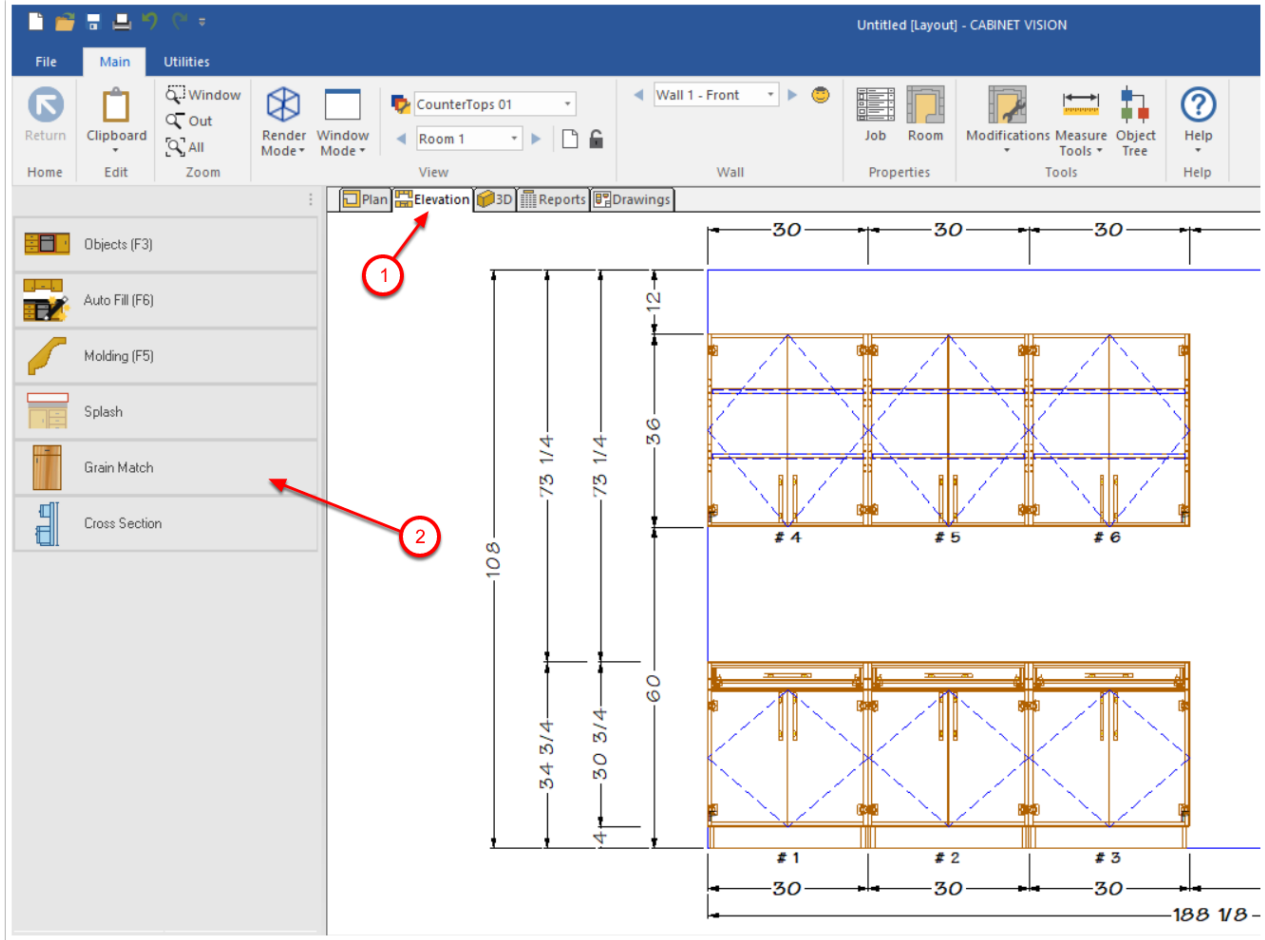 Untitled [Layout] - CABINET VISION
File Main Utilities
Return
Home
Clipboard
Edit
Window
Out
All
Zoom
Render Mode
Window Mode
CounterTops 01
Room 1
View
Wall 1 - Front
Wall
Job
Room
Properties
Modifications
Measure Tools
Object Tree
Tools
Help
Help
Plan Elevation 3D Reports Drawings
Objects (F3)
Auto Fill (F6)
Molding (F5)
Splash
Grain Match
Cross Section
1
2
30 30 30
12
36
73 1/4
73 1/4
108
# 4 # 5 # 6
60
34 3/4
30 3/4
4
# 1 # 2 # 3
30 30 30
188 1/8